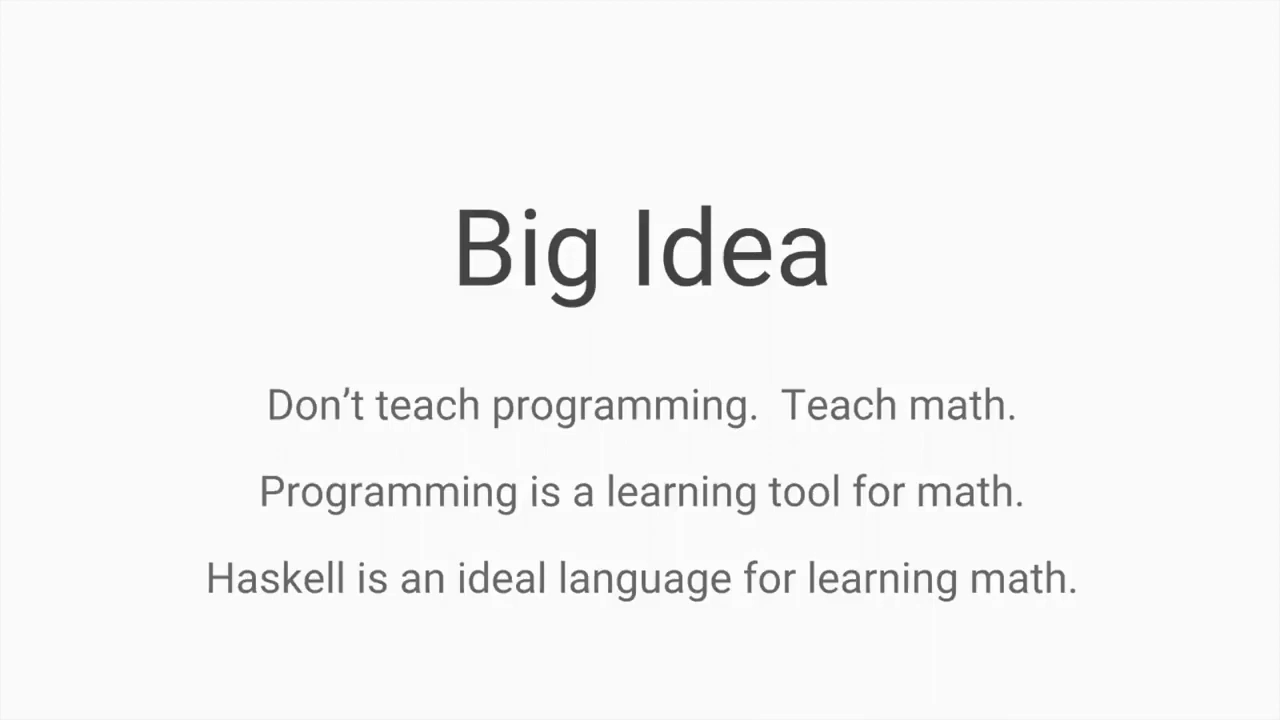 Big Idea
Don’t teach programming.  Teach math.
Programming is a learning tool for math.
Haskell is an ideal language for learning math.